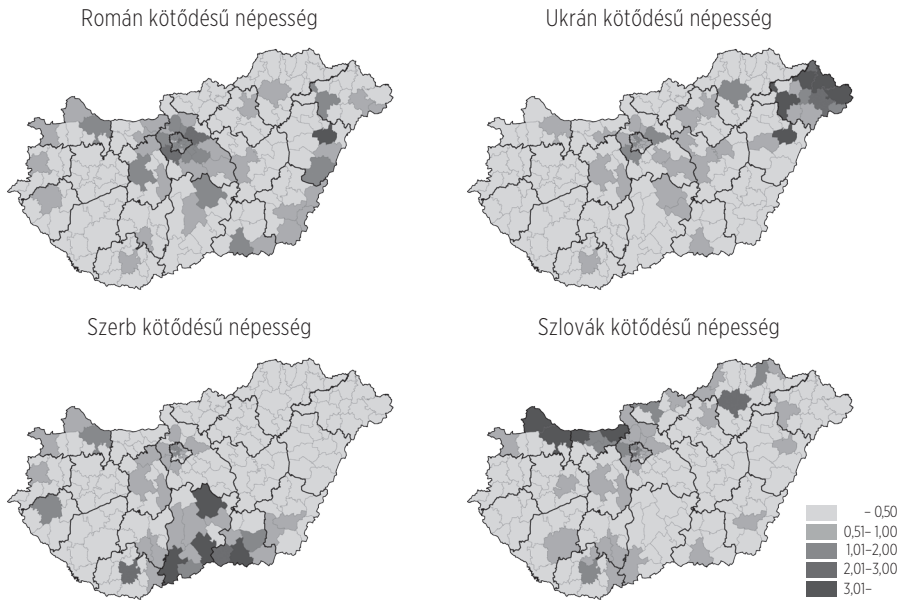 Román kötődésű népesség
Ukrán kötődésű népesség
Szerb kötődésű népesség
Szlovák kötődésű népesség
– 0,50
0,51– 1,00
1,01–2,00
2,01–3,00
3,01–